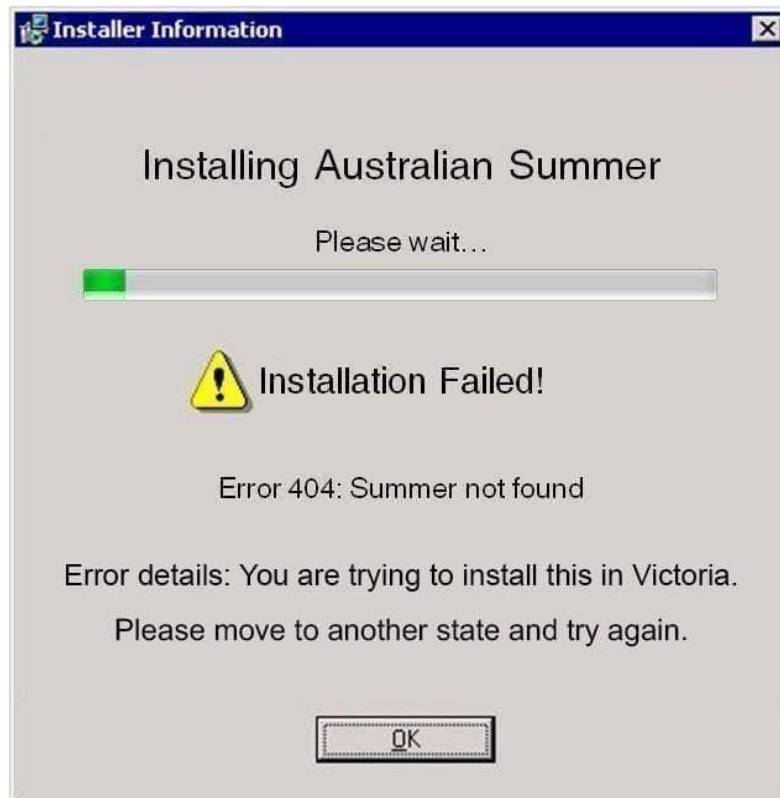 Installer Information
Installing Australian Summer
Please wait...
Installation Failed!
Error 404: Summer not found
Error details: You are trying to install this in Victoria.
Please move to another state and try again.
OK